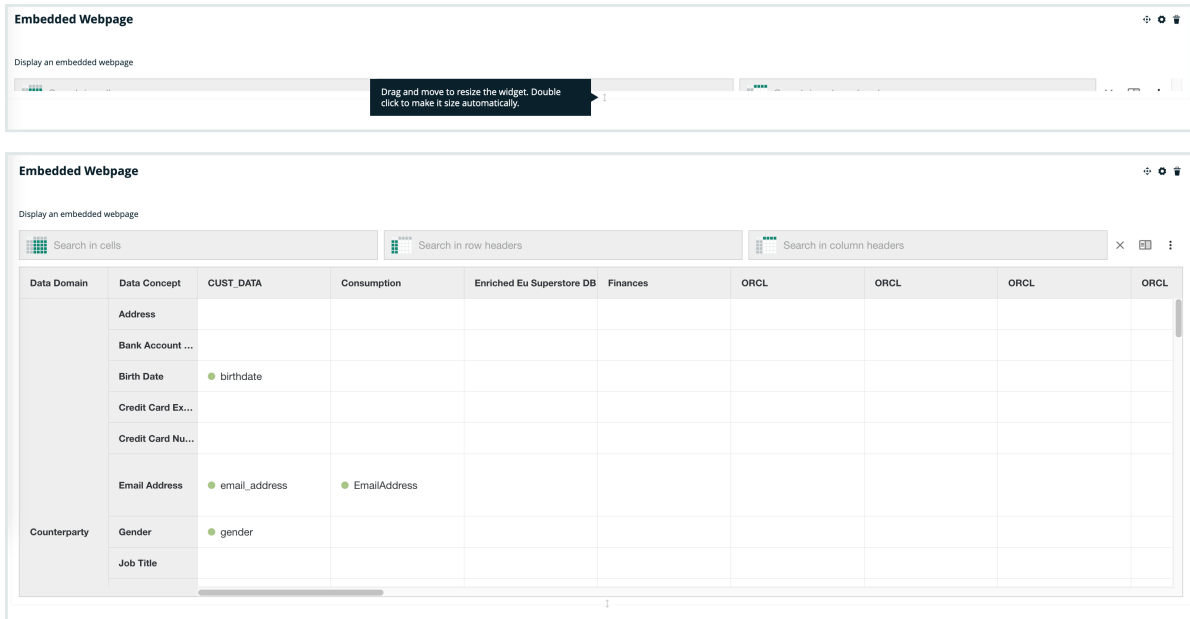 Embedded Webpage
Display an embedded webpage
Drag and move to resize the widget. Double
click to make it size automatically.
Embedded Webpage
Display an embedded webpage
Search in cells Search in row headers Search in column headers
Data Domain Data Concept CUST_DATA Consumption Enriched Eu Superstore DB Finances ORCL ORCL ORCL ORCL
Address
Bank Account ...
Birth Date birthdate
Credit Card Ex...
Credit Card Nu...
Email Address email_address EmailAddress
Counterparty Gender gender
Job Title